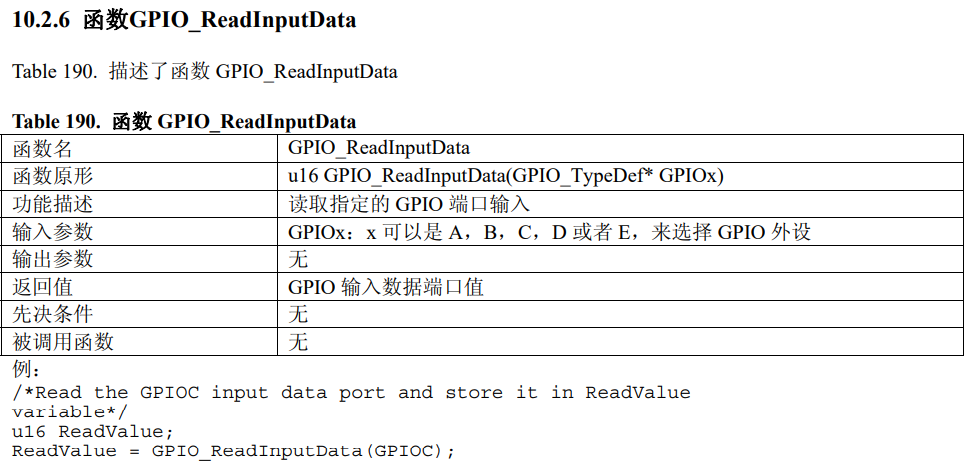 10.2.6 函数GPIO_ReadInputData
Table 190. 描述了函数 GPIO_ReadInputData
Table 190. 函数 GPIO_ReadInputData
函数名 GPIO_ReadInputData
函数原形 u16 GPIO_ReadInputData(GPIO_TypeDef* GPIOx)
功能描述 读取指定的 GPIO 端口输入
输入参数 GPIOx：x 可以是 A，B，C，D 或者 E，来选择 GPIO 外设
输出参数 无
返回值 GPIO 输入数据端口值
先决条件 无
被调用函数 无
例：
/*Read the GPIOC input data port and store it in ReadValue
variable*/
u16 ReadValue;
ReadValue = GPIO_ReadInputData(GPIOC);